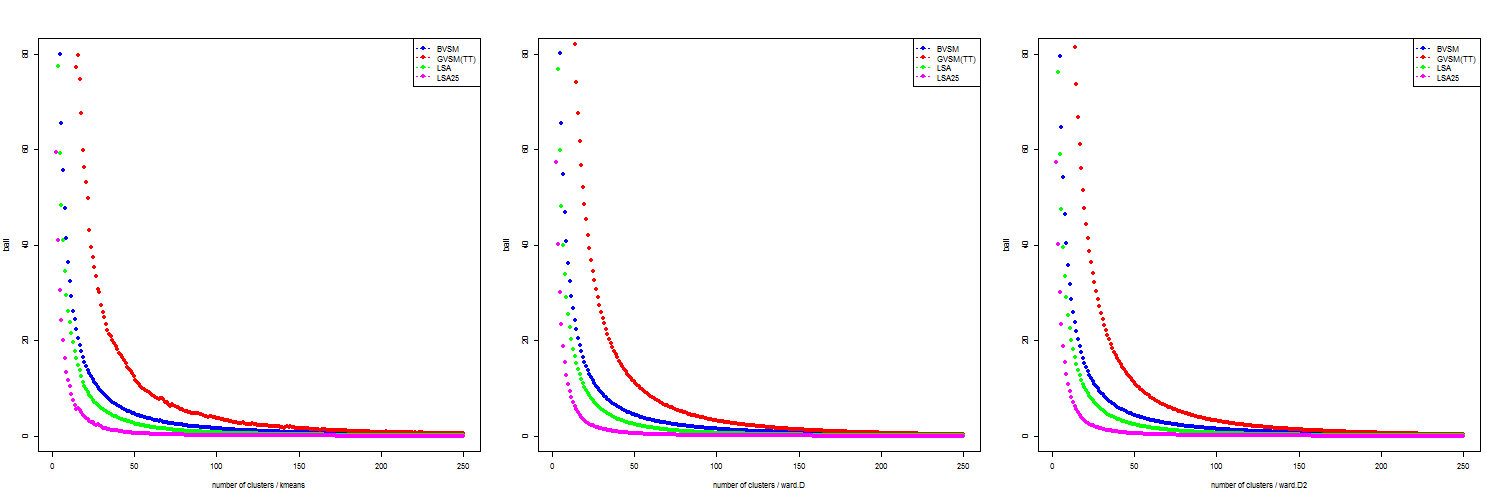 BVSM
GVSM(TT)
LSA
LSA25
80
60
40
20
0
ball
0 50 100 150 200 250
number of clusters / kmeans
BVSM
GVSM(TT)
LSA
LSA25
80
60
40
20
0
ball
0 50 100 150 200 250
number of clusters / ward.D
BVSM
GVSM(TT)
LSA
LSA25
80
60
40
20
0
ball
0 50 100 150 200 250
number of clusters / ward.D2